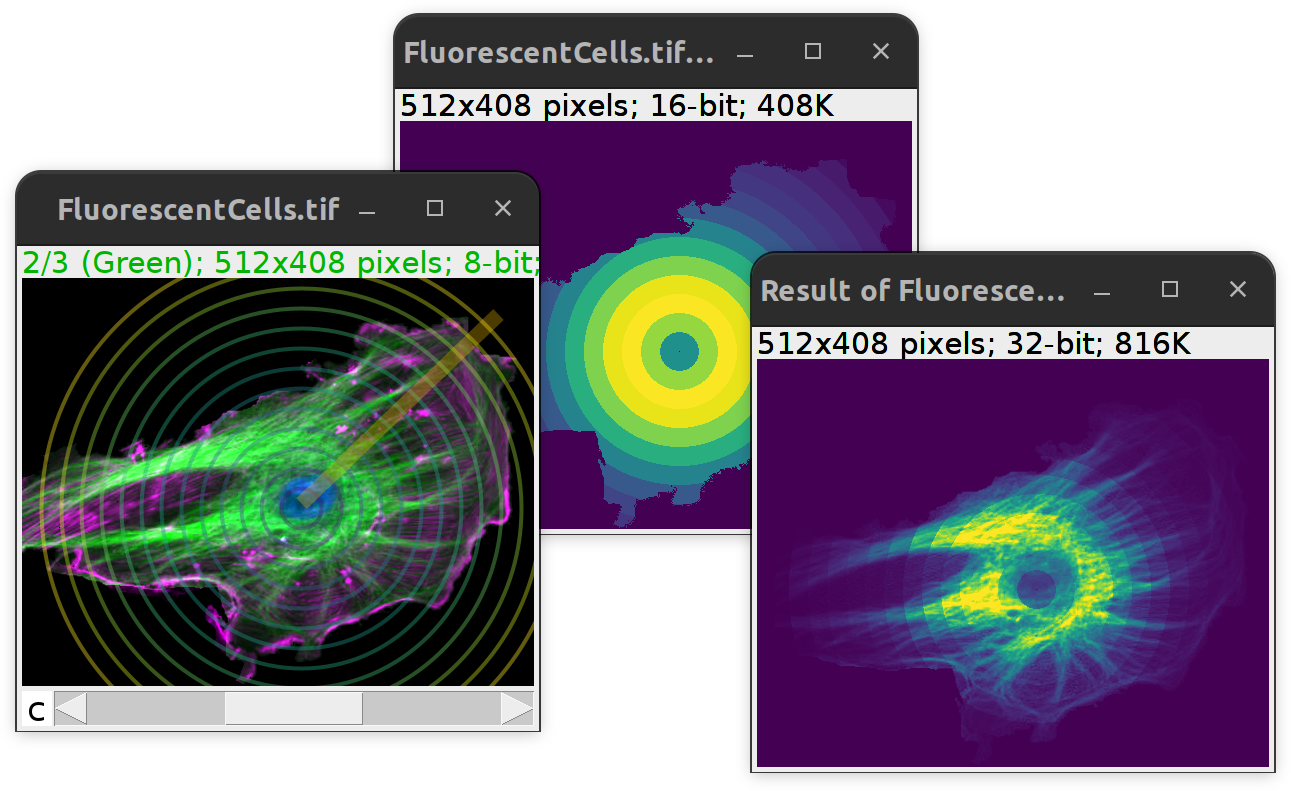 FluorescentCells.tif...
512x408 pixels; 16-bit; 408K
FluorescentCells.tif
2/3 (Green); 512x408 pixels; 8-bit;
c
Result of Fluoresce...
512x408 pixels; 32-bit; 816K